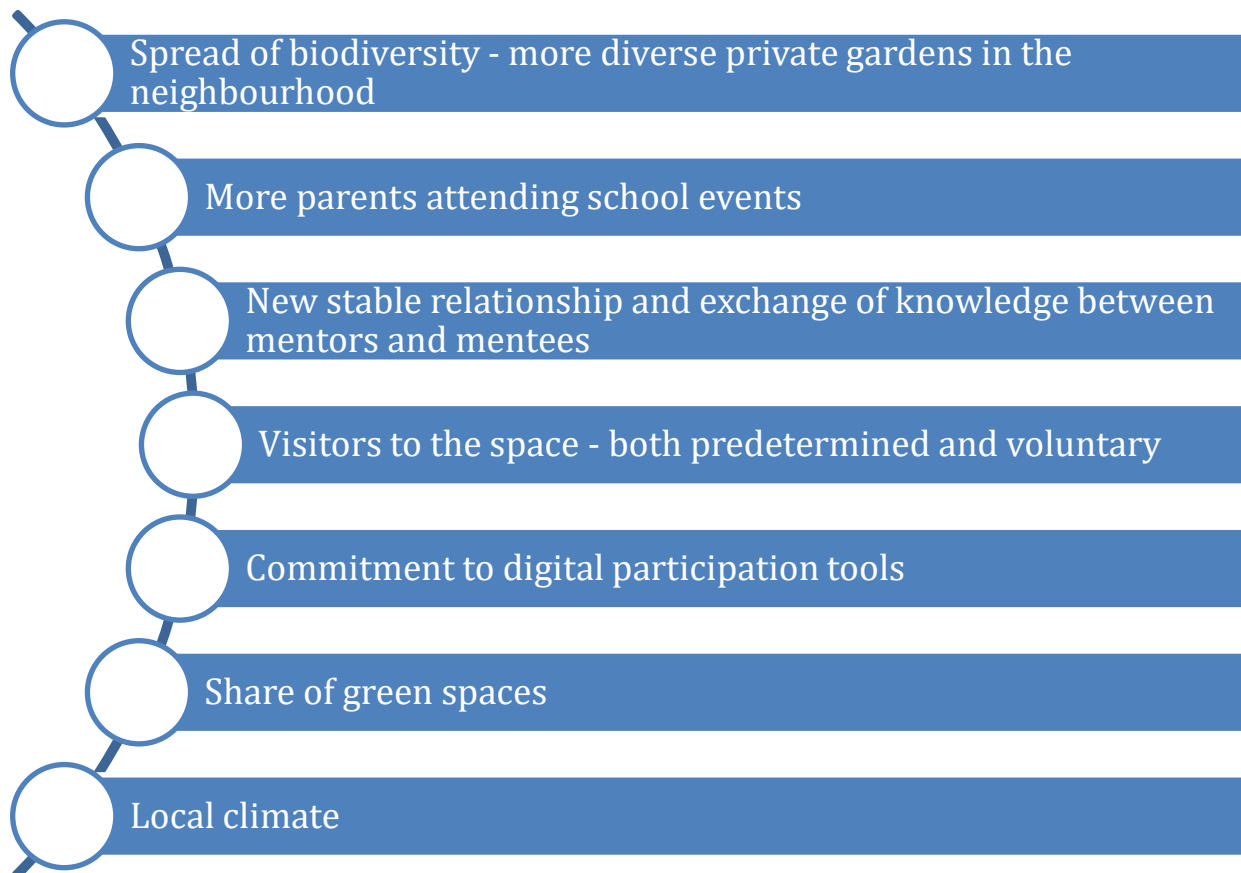 Spread of biodiversity - more diverse private gardens in the
neighbourhood
More parents attending school events
New stable relationship and exchange of knowledge between
mentors and mentees
Visitors to the space - both predetermined and voluntary
Commitment to digital participation tools
Share of green spaces
Local climate